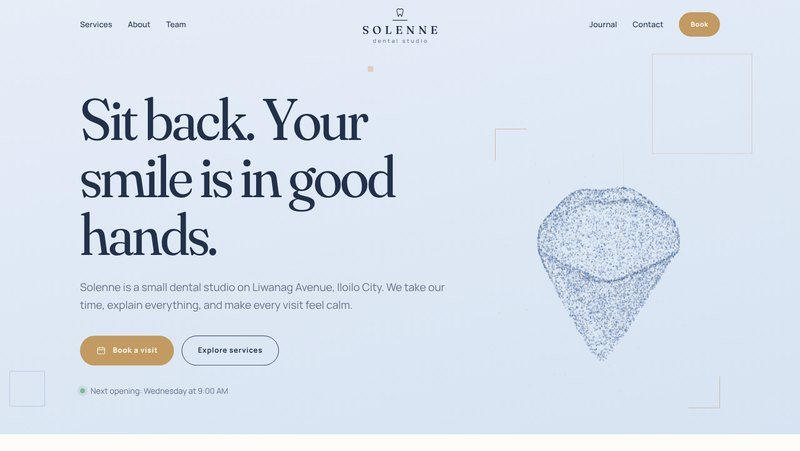 Services About Team
SOLENNE
dental studio
Journal Contact Book
Sit back. Your
smile is in good
hands.
Solenne is a small dental studio on Liwanag Avenue, Iloilo City. We take our
time, explain everything, and make every visit feel calm.
Book a visit Explore services
Next opening: Wednesday at 9:00 AM